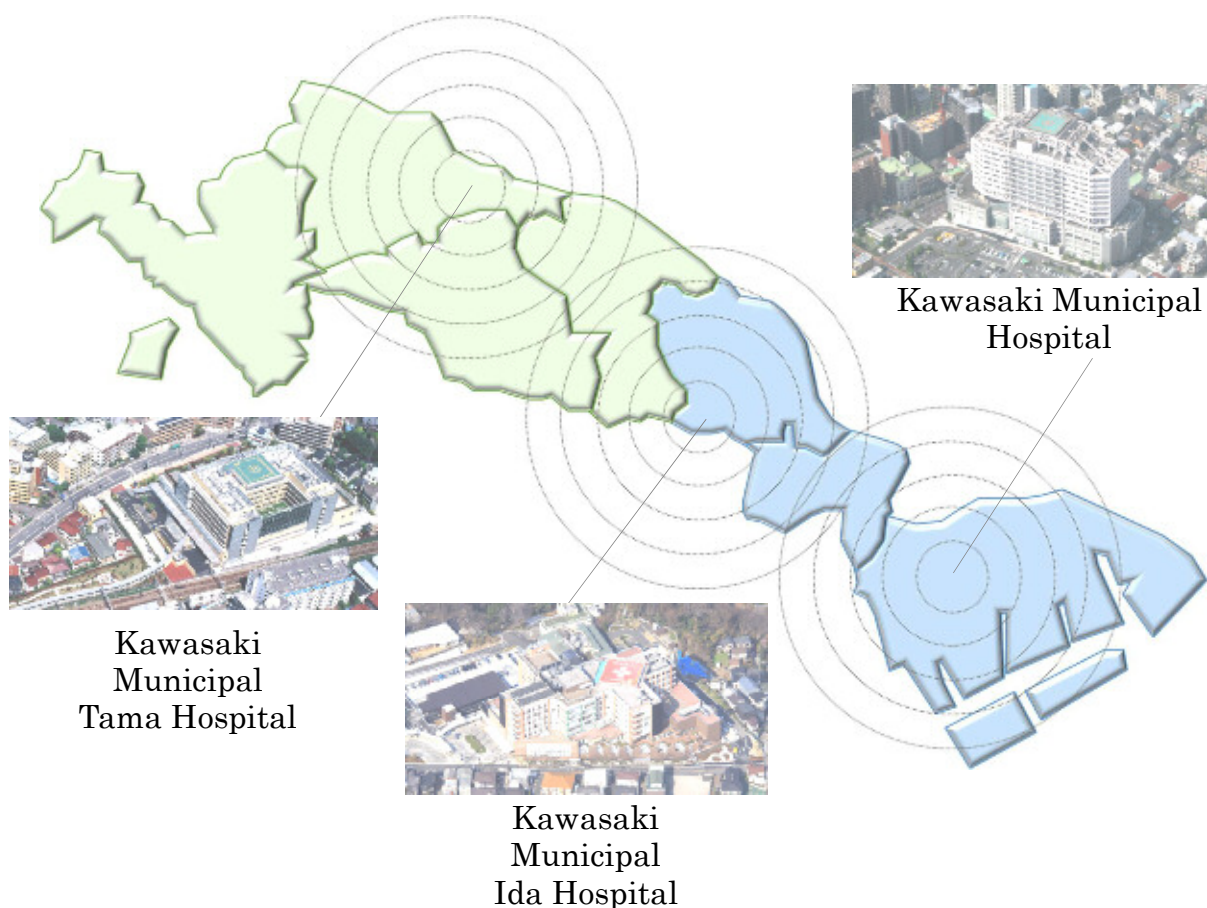 Kawasaki Municipal
Hospital
Kawasaki
Municipal
Tama Hospital
Kawasaki
Municipal
Ida Hospital